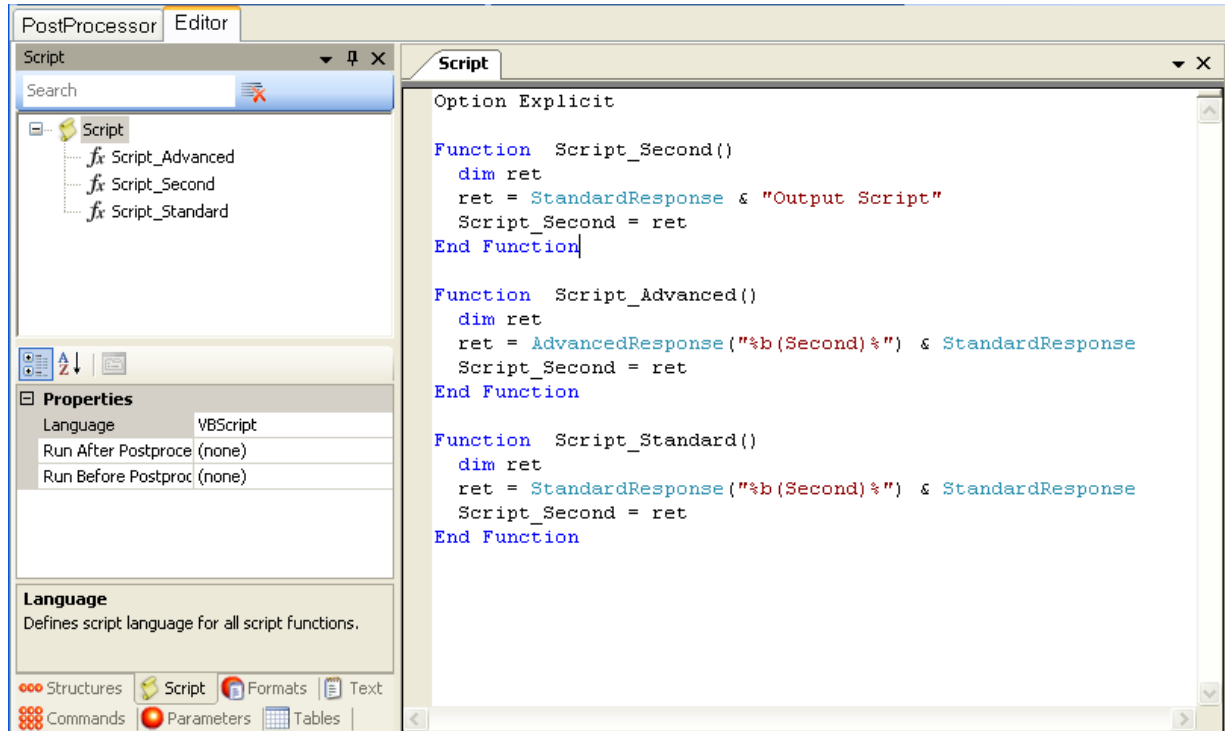 PostProcessor Editor
Script
Search
Script
fx Script_Advanced
fx Script_Second
fx Script_Standard
A
Z
Properties
Language VBScript
Run After Postproce (none)
Run Before Postproc (none)
Language
Defines script language for all script functions.
Structures Script Formats Text
Commands Parameters Tables
Script
Option Explicit
Function  Script_Second()
  dim ret
  ret = StandardResponse & "Output Script"
  Script_Second = ret
End Function
Function  Script_Advanced()
  dim ret
  ret = AdvancedResponse("%b(Second)%") & StandardResponse
  Script_Second = ret
End Function
Function  Script_Standard()
  dim ret
  ret = StandardResponse("%b(Second)%") & StandardResponse
  Script_Second = ret
End Function